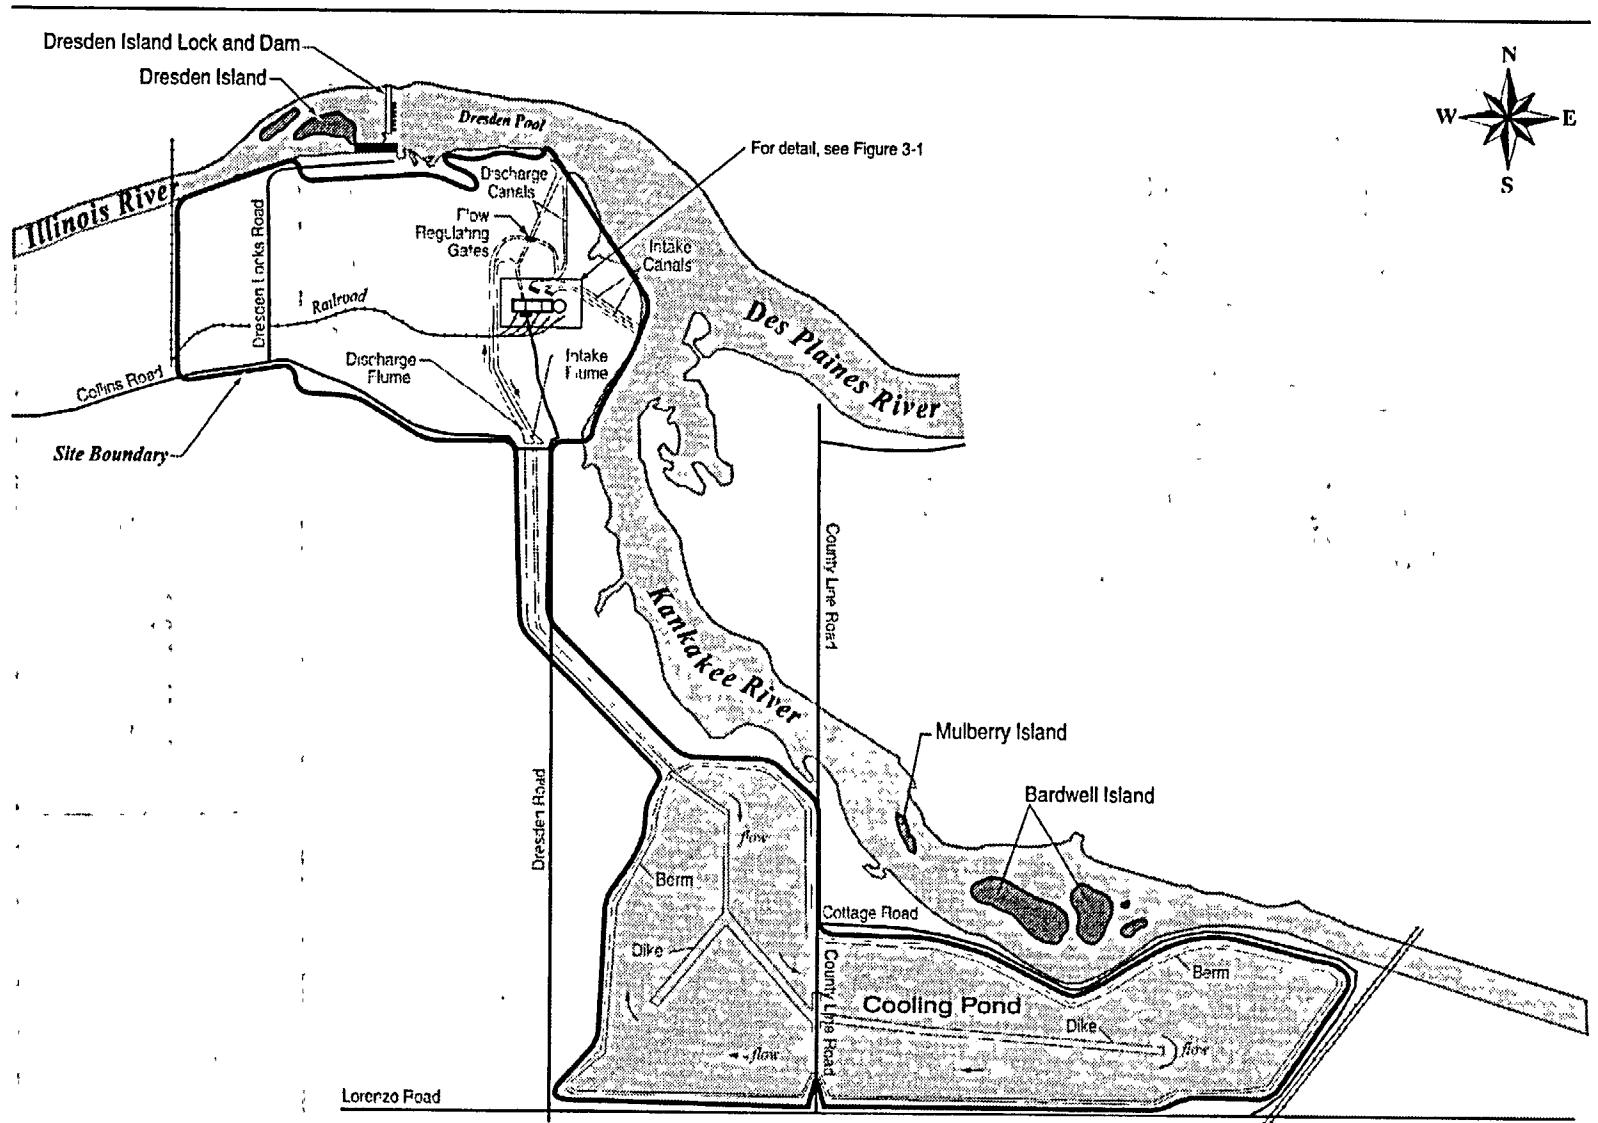 Dresden Island Lock and Dam
Dresden Island
N
W
E
S
Dresden Pool
For detail, see Figure 3-1
Discharge
Canals
Flow
Regulating
Gates
Intake
Canals
Illinois River
Dresden Locks Road
Railroad
Des Plaines River
Discharge
Flume
Intake
Flume
Collins Road
Site Boundary
County Line Road
Kankakee River
Mulberry Island
Bardwell Island
Dresden Road
flow
Berm
Cottage Road
Dike
Berm
County Line Road
Cooling Pond
Dike
flow
flow
Lorenzo Road